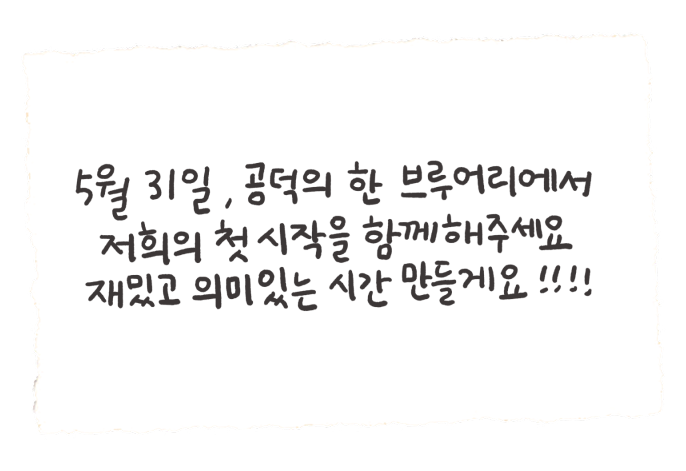 5월 31일, 공덕의 한 브루어리에서
저희의 첫 시작을 함께해주세요
재밌고 의미있는 시간 만들게요!!!!